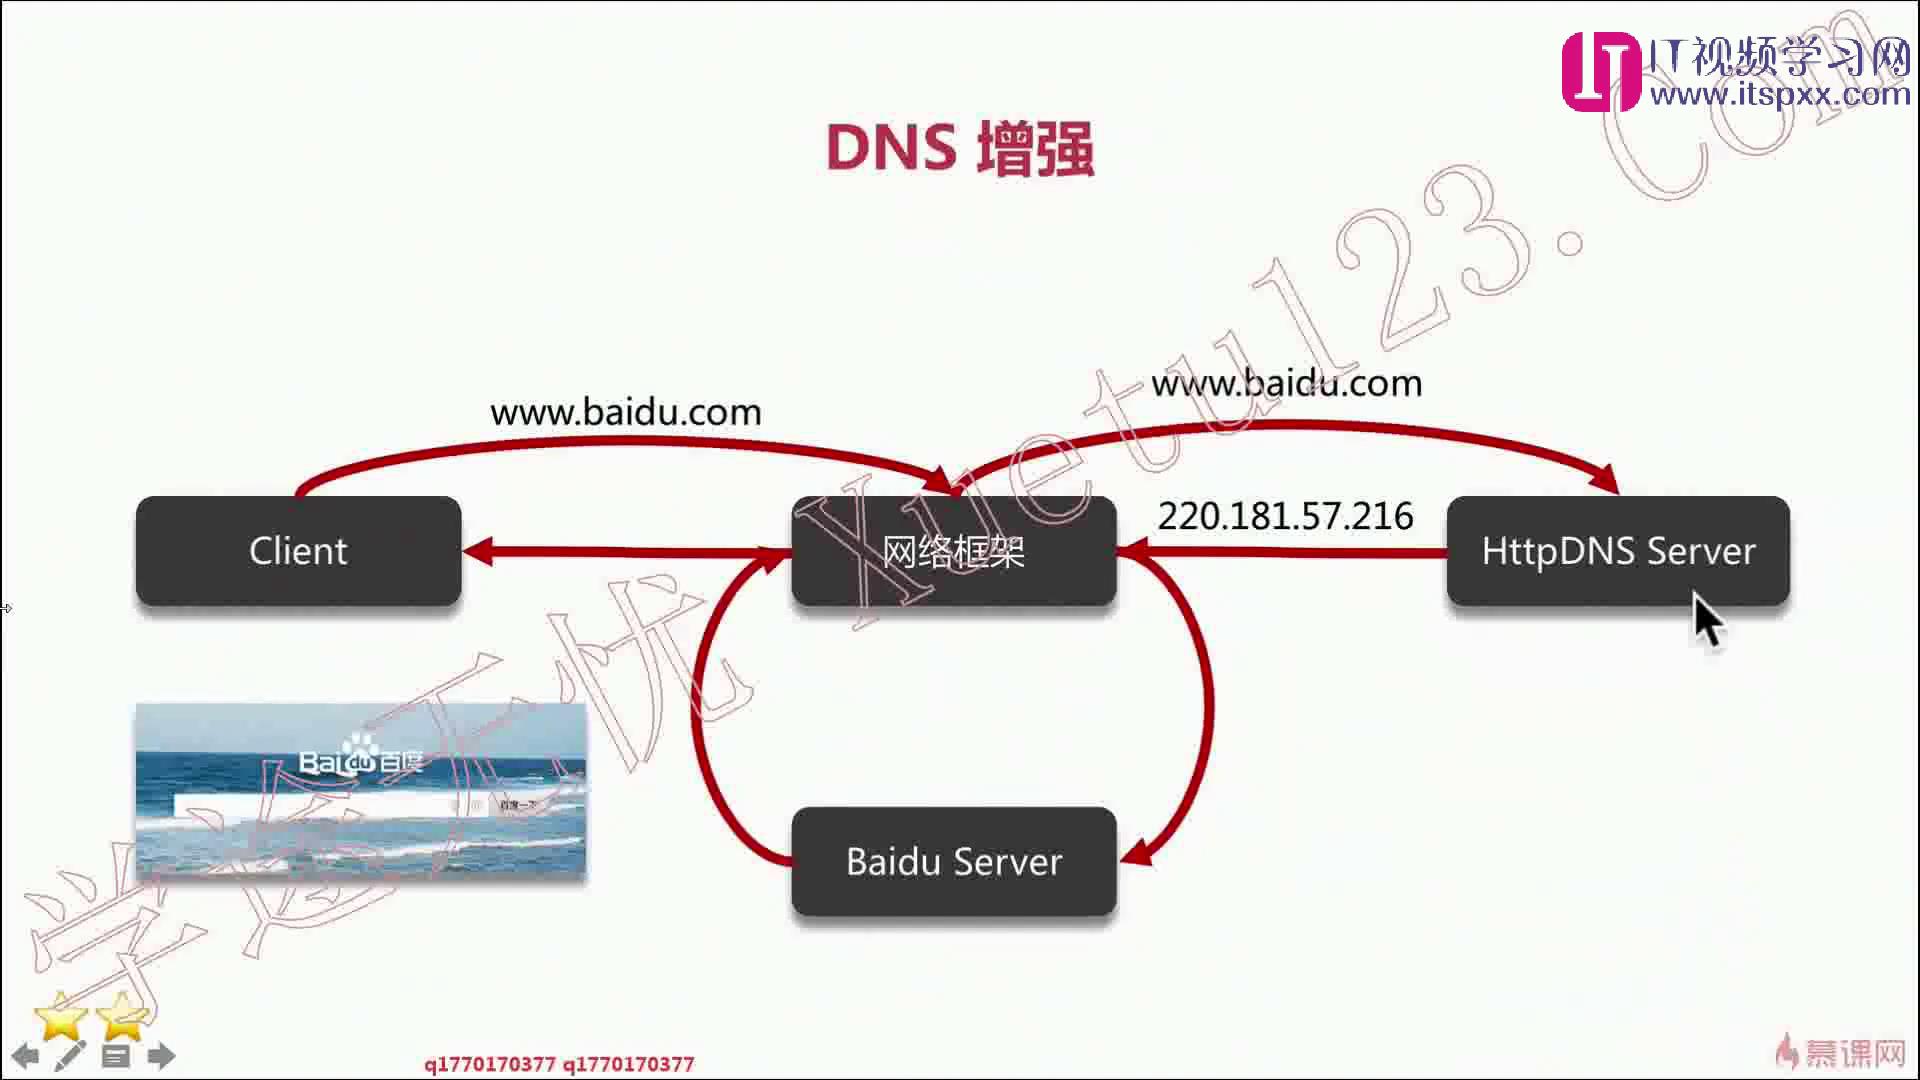 IT视频学习网
www.itspxx.com
DNS 增强
www.baidu.com
www.baidu.com
220.181.57.216
Client
网络框架
HttpDNS Server
Baidu百度
百度一下
Baidu Server
学途无忧 Xuetu123.Com
q1770170377 q1770170377
慕课网